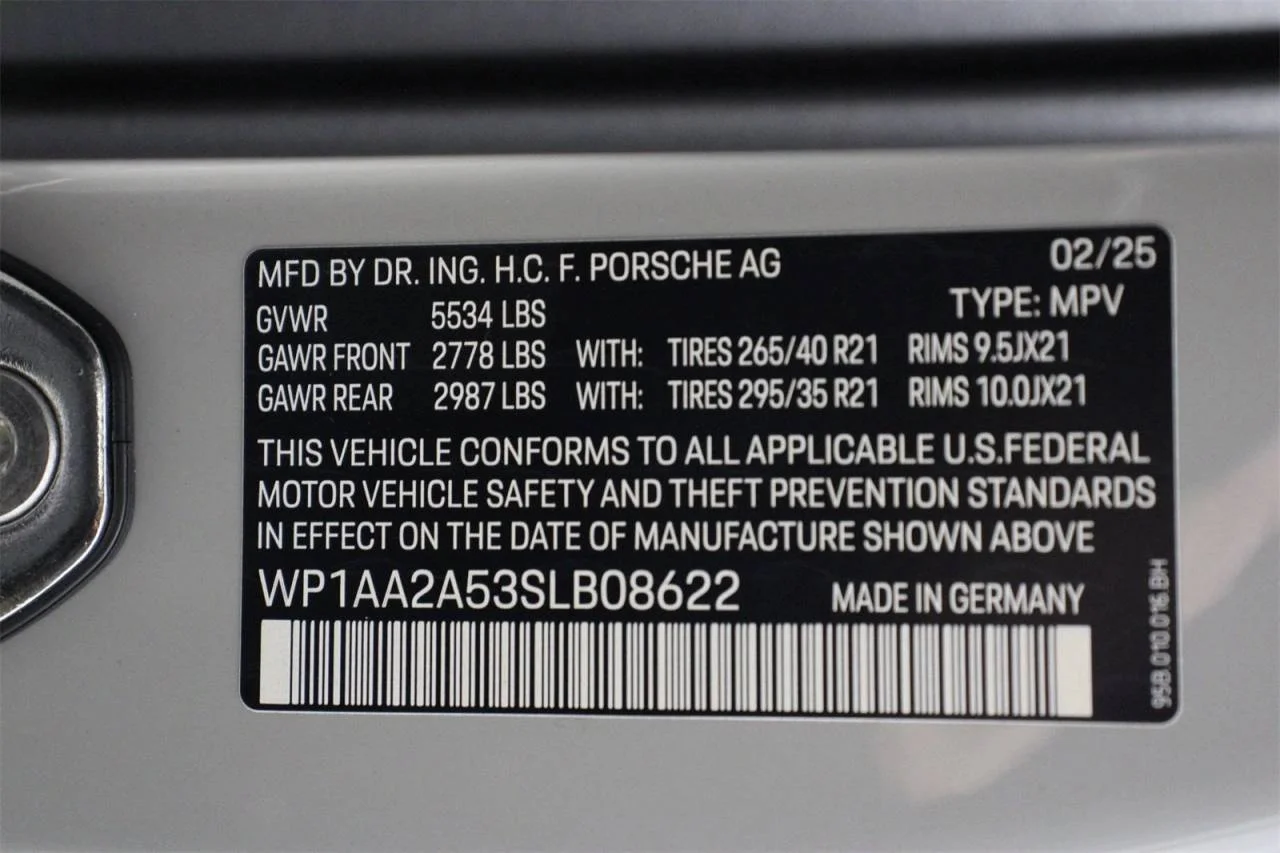 MFD BY DR. ING. H.C. F. PORSCHE AG 02/25
GVWR 5534 LBS TYPE: MPV
GAWR FRONT 2778 LBS WITH: TIRES 265/40 R21 RIMS 9.5JX21
GAWR REAR 2987 LBS WITH: TIRES 295/35 R21 RIMS 10.0JX21
THIS VEHICLE CONFORMS TO ALL APPLICABLE U.S.FEDERAL
MOTOR VEHICLE SAFETY AND THEFT PREVENTION STANDARDS
IN EFFECT ON THE DATE OF MANUFACTURE SHOWN ABOVE
WP1AA2A53SLB08622 MADE IN GERMANY
95B.010.016.BH